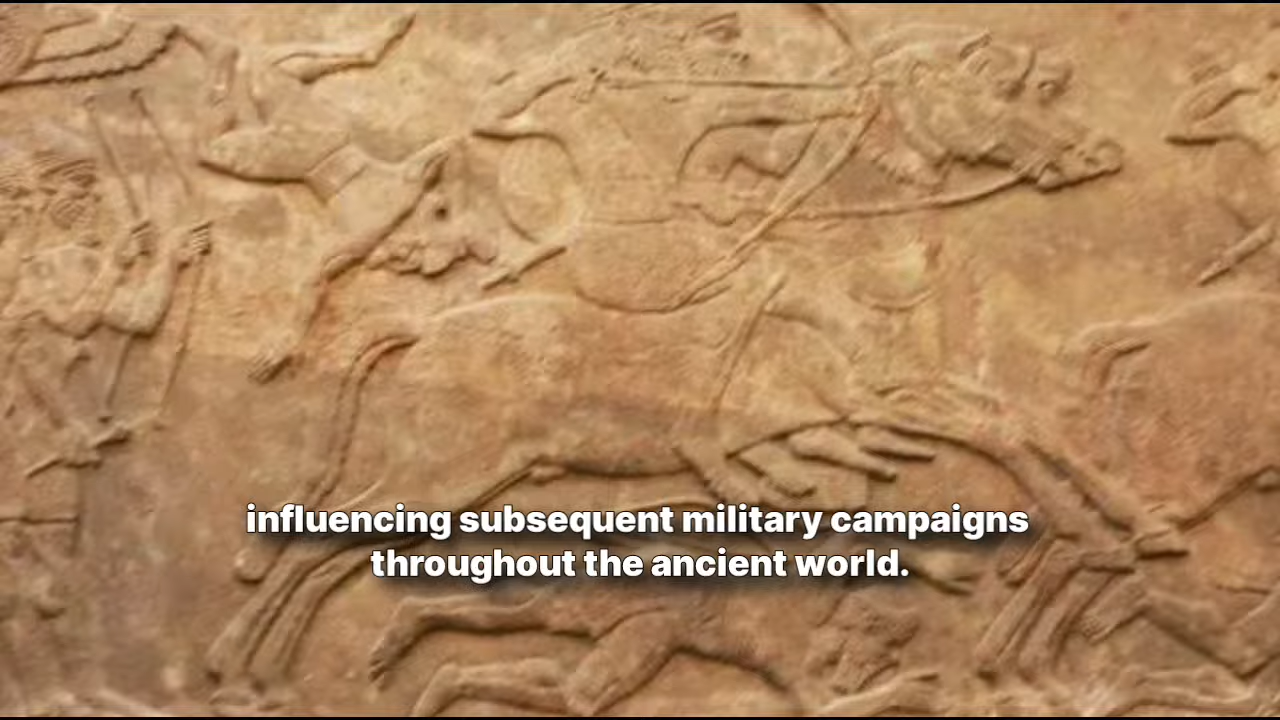 influencing subsequent military campaigns
throughout the ancient world.